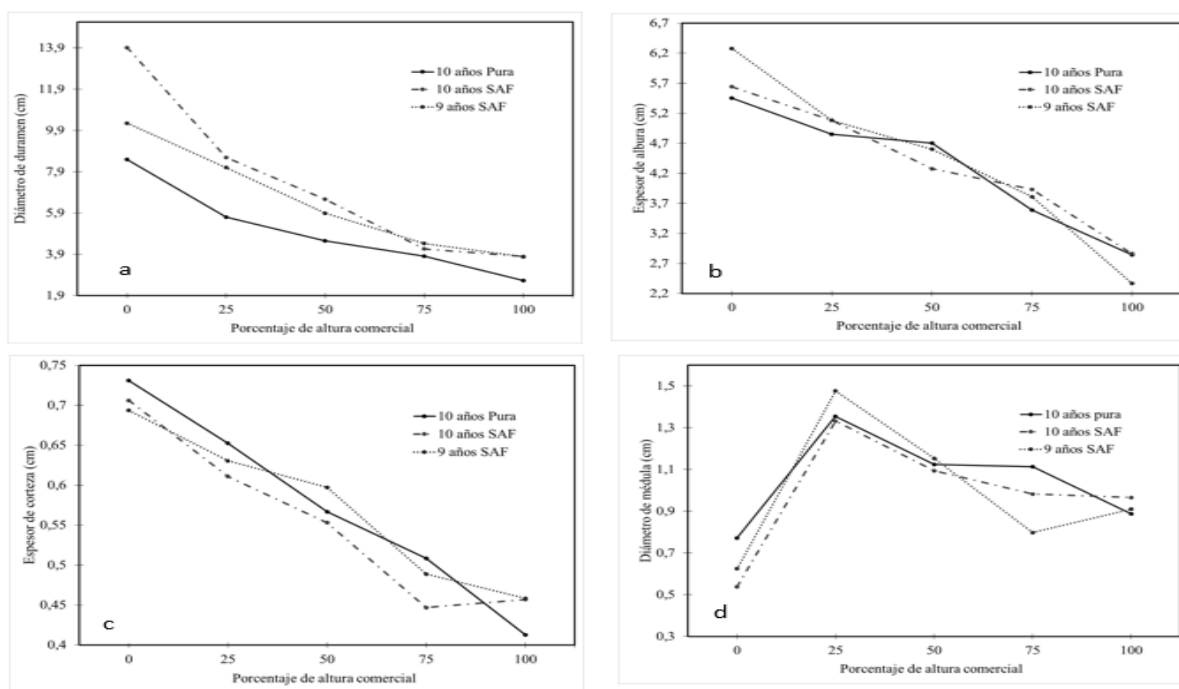 13,9
11,9
9,9
7,9
5,9
3,9
1,9
Diámetro de duramen (cm)
10 años Pura
10 años SAF
9 años SAF
a
0 25 50 75 100
Porcentaje de altura comercial
6,7
6,2
5,7
5,2
4,7
4,2
3,7
3,2
2,7
2,2
Espesor de albura (cm)
10 años Pura
10 años SAF
9 años SAF
b
0 25 50 75 100
Porcentaje de altura comercial
0,75
0,7
0,65
0,6
0,55
0,5
0,45
0,4
Espesor de corteza (cm)
10 años Pura
10 años SAF
9 años SAF
c
0 25 50 75 100
Porcentaje de altura comercial
1,5
1,3
1,1
0,9
0,7
0,5
0,3
Diámetro de médula (cm)
10 años pura
10 años SAF
9 años SAF
d
0 25 50 75 100
Porcentaje de altura comercial